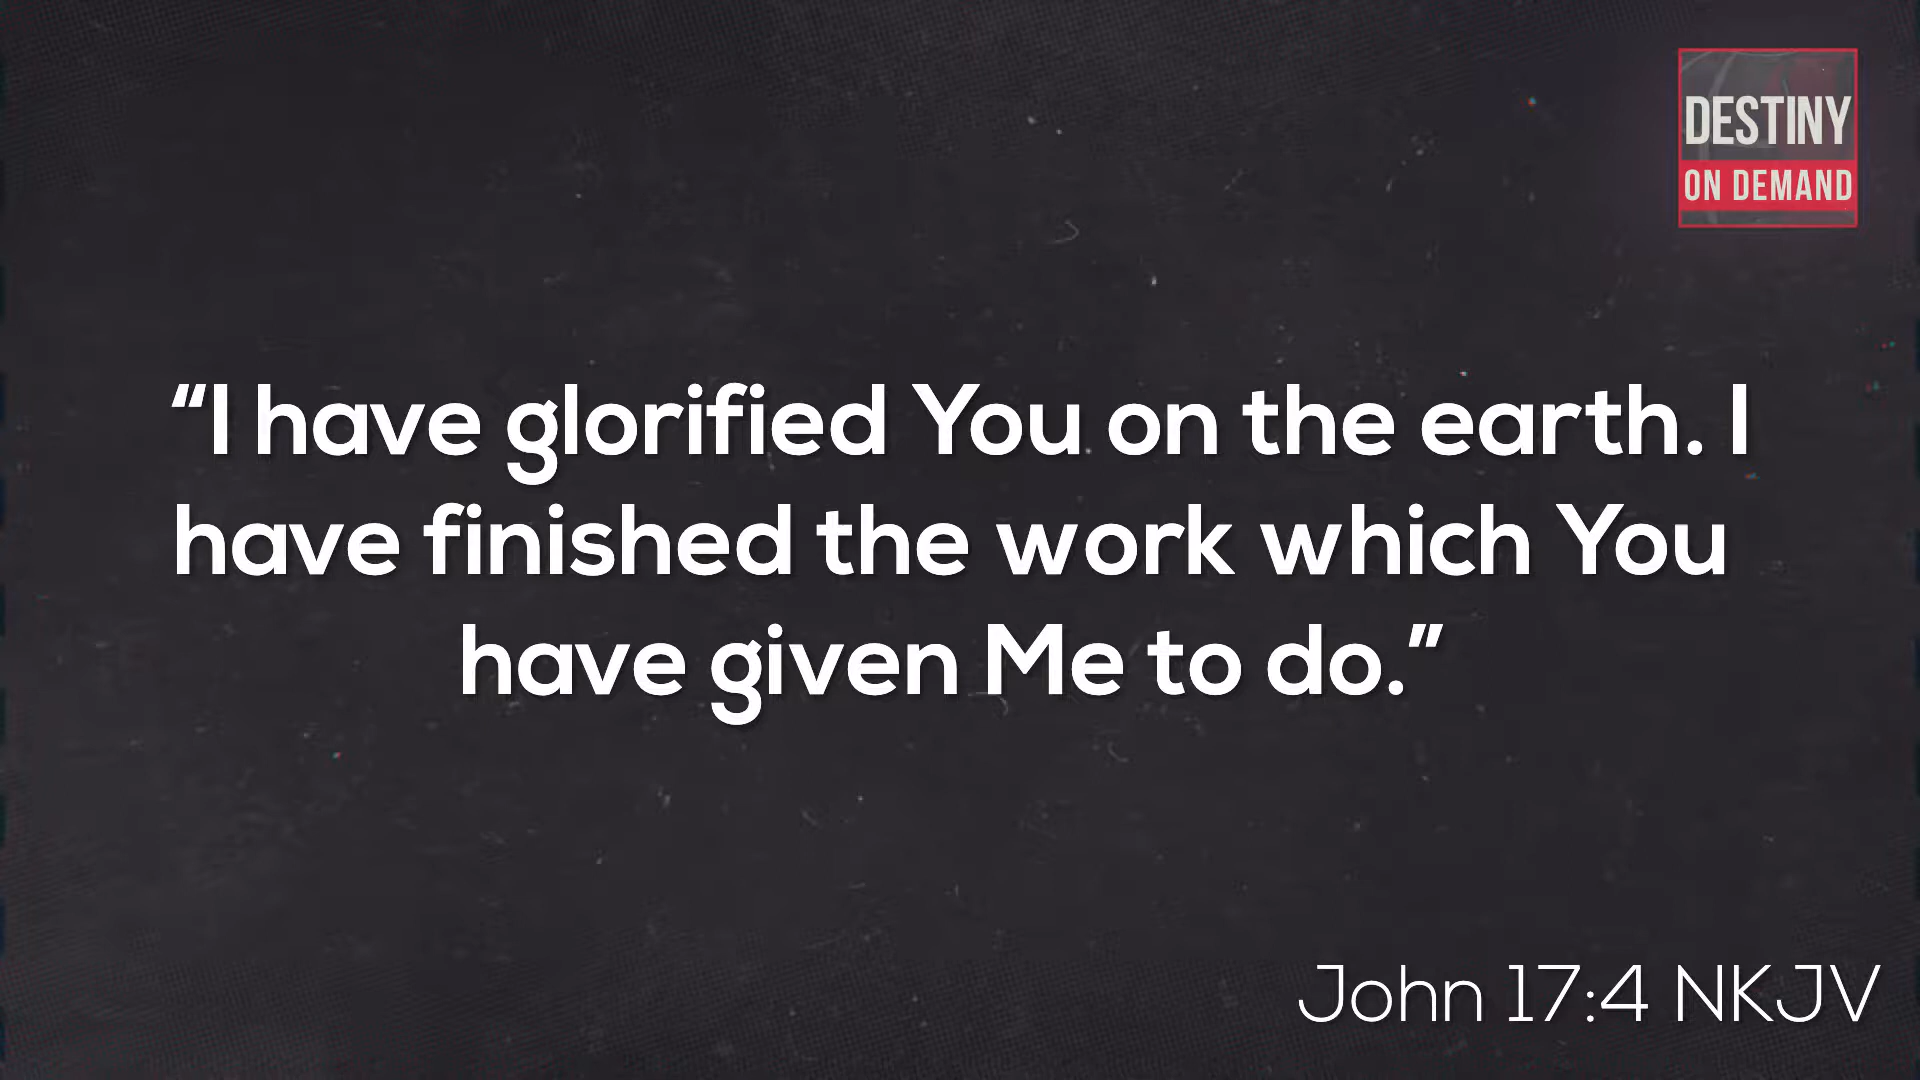 DESTINY
ON DEMAND
“I have glorified You on the earth. I
have finished the work which You
have given Me to do.”
John 17:4 NKJV